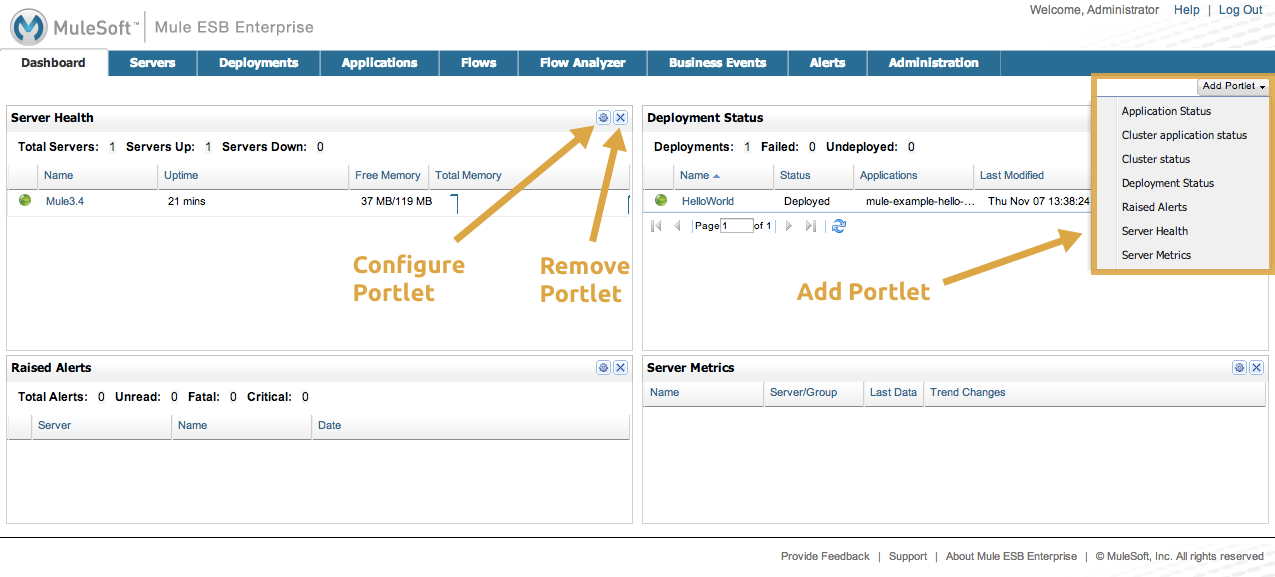 Welcome, Administrator Help | Log Out
MuleSoft™ Mule ESB Enterprise
Dashboard Servers Deployments Applications Flows Flow Analyzer Business Events Alerts Administration
Add Portlet
Application Status
Cluster application status
Cluster status
Deployment Status
Raised Alerts
Server Health
Server Metrics
Server Health
Total Servers: 1 Servers Up: 1 Servers Down: 0
Name Uptime Free Memory Total Memory
Mule3.4 21 mins 37 MB/119 MB
Configure
Portlet
Remove
Portlet
Deployment Status
Deployments: 1 Failed: 0 Undeployed: 0
Name Status Applications Last Modified
HelloWorld Deployed mule-example-hello-... Thu Nov 07 13:38:24
Page 1 of 1
Add Portlet
Raised Alerts
Total Alerts: 0 Unread: 0 Fatal: 0 Critical: 0
Server Name Date
Server Metrics
Name Server/Group Last Data Trend Changes
Provide Feedback | Support | About Mule ESB Enterprise | © MuleSoft, Inc. All rights reserved